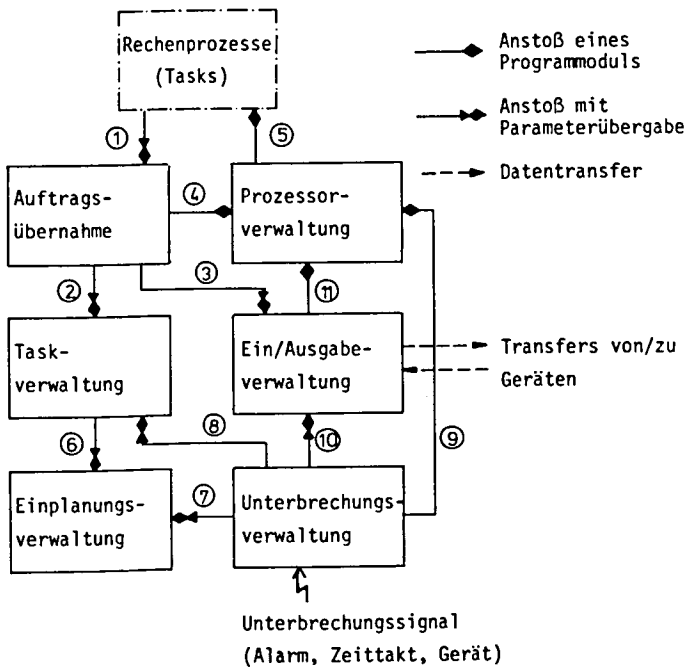 Rechenprozesse
(Tasks)
Anstoß eines
Programmoduls
Anstoß mit
Parameterübergabe
Datentransfer
①
⑤
Auftrags-
übernahme
④
Prozessor-
verwaltung
②
③
⑪
Task-
verwaltung
Ein/Ausgabe-
verwaltung
Transfers von/zu
Geräten
⑥
⑧
⑩
⑨
Einplanungs-
verwaltung
⑦
Unterbrechungs-
verwaltung
Unterbrechungssignal
(Alarm, Zeittakt, Gerät)